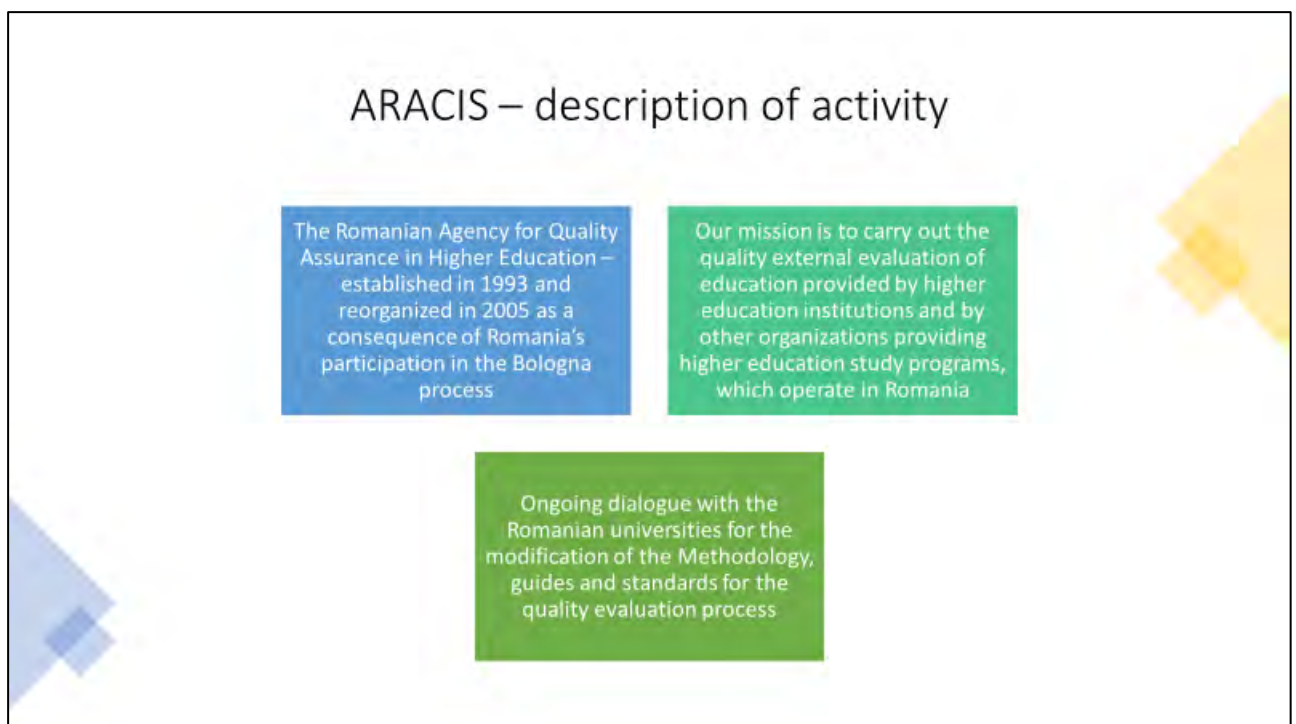 ARACIS – description of activity
The Romanian Agency for Quality
Assurance in Higher Education –
established in 1993 and
reorganized in 2005 as a
consequence of Romania's
participation in the Bologna
process
Our mission is to carry out the
quality external evaluation of
education provided by higher
education institutions and by
other organizations providing
higher education study programs,
which operate in Romania
Ongoing dialogue with the
Romanian universities for the
modification of the Methodology,
guides and standards for the
quality evaluation process